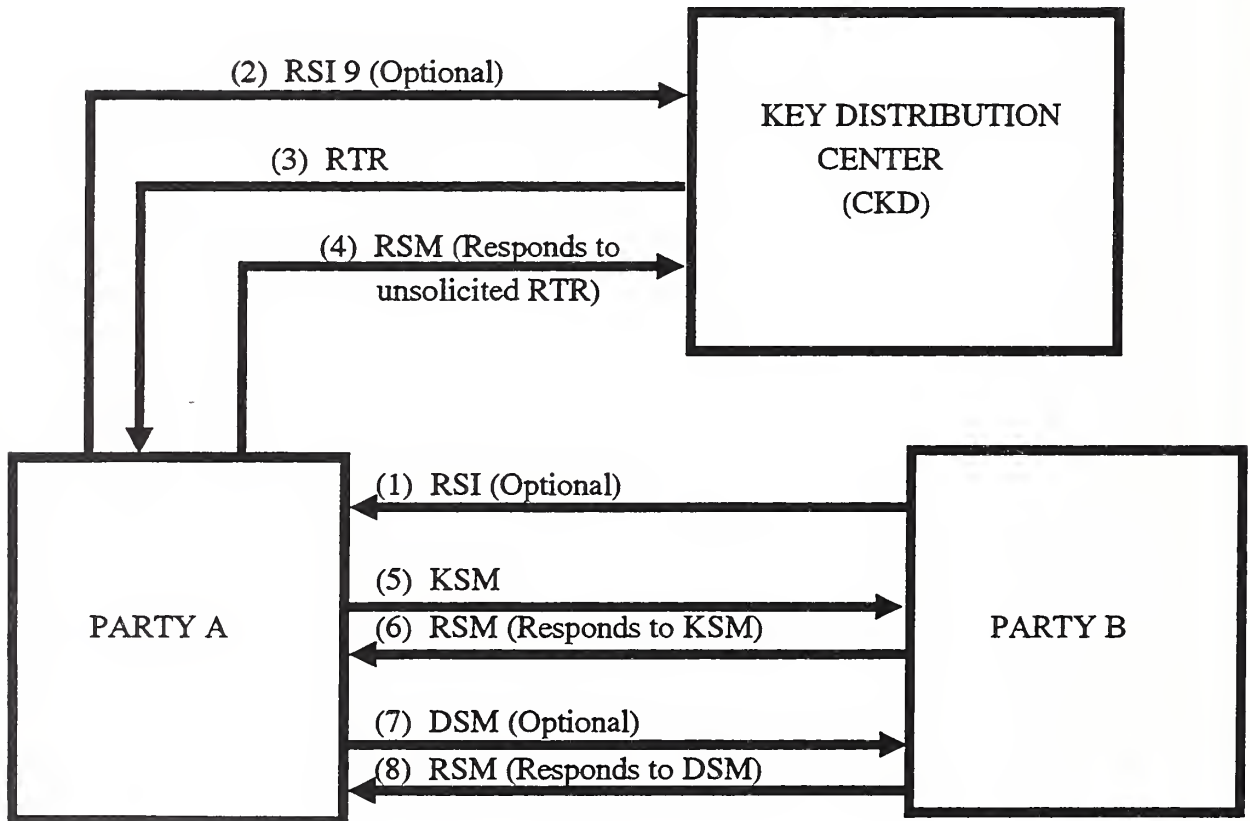 (2) RSI 9 (Optional)
KEY DISTRIBUTION
CENTER
(CKD)
(3) RTR
(4) RSM (Responds to
unsolicited RTR)
(1) RSI (Optional)
(5) KSM
PARTY A
(6) RSM (Responds to KSM)
PARTY B
(7) DSM (Optional)
(8) RSM (Responds to DSM)